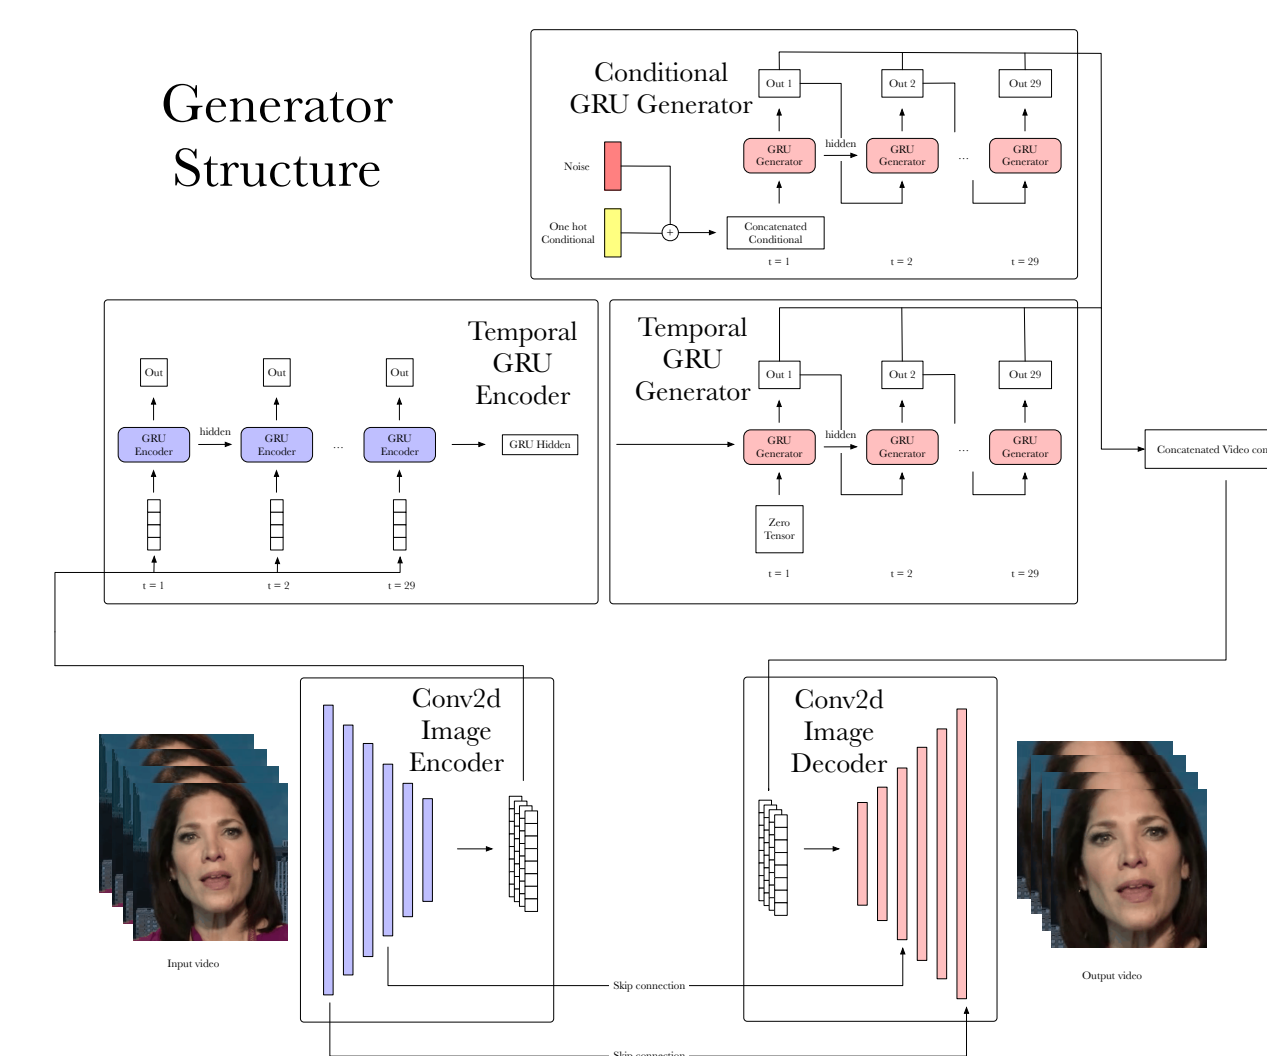 Generator
Structure
Conditional
GRU Generator
Out 1
Out 2
Out 29
GRU
Generator
hidden
GRU
Generator
...
GRU
Generator
Noise
One hot
Conditional
+
Concatenated
Conditional
t = 1
t = 2
t = 29
Temporal
GRU
Encoder
Out
Out
Out
GRU
Encoder
hidden
GRU
Encoder
...
GRU
Encoder
GRU Hidden
t = 1
t = 2
t = 29
Temporal
GRU
Generator
Out 1
Out 2
Out 29
GRU
Generator
hidden
GRU
Generator
...
GRU
Generator
Zero
Tensor
t = 1
t = 2
t = 29
Concatenated Video con
Conv2d
Image
Encoder
Conv2d
Image
Decoder
Input video
Output video
Skip connection
Skip connection